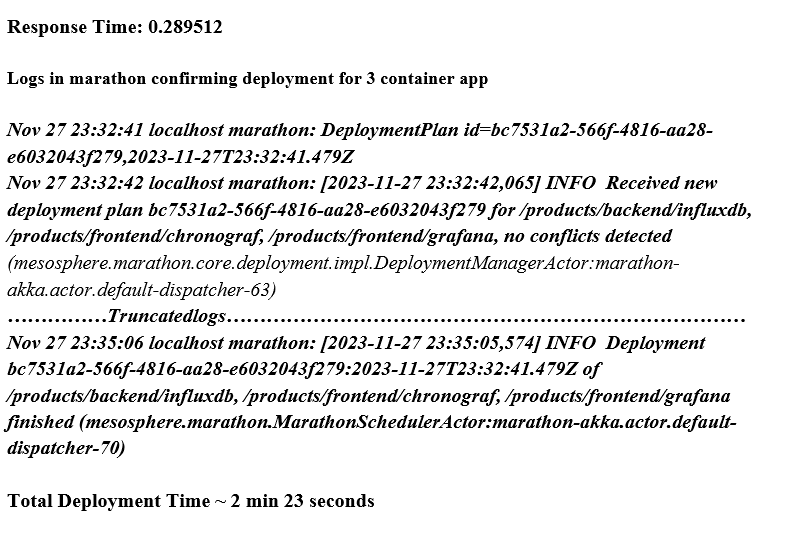 Response Time: 0.289512
Logs in marathon confirming deployment for 3 container app
Nov 27 23:32:41 localhost marathon: DeploymentPlan id=bc7531a2-566f-4816-aa28-
e6032043f279,2023-11-27T23:32:41.479Z
Nov 27 23:32:42 localhost marathon: [2023-11-27 23:32:42,065] INFO  Received new
deployment plan bc7531a2-566f-4816-aa28-e6032043f279 for /products/backend/influxdb,
/products/frontend/chronograf, /products/frontend/grafana, no conflicts detected
(mesosphere.marathon.core.deployment.impl.DeploymentManagerActor:marathon-
akka.actor.default-dispatcher-63)
……………Truncatedlogs……………………………………………………………………
Nov 27 23:35:06 localhost marathon: [2023-11-27 23:35:05,574] INFO  Deployment
bc7531a2-566f-4816-aa28-e6032043f279:2023-11-27T23:32:41.479Z of
/products/backend/influxdb, /products/frontend/chronograf, /products/frontend/grafana
finished (mesosphere.marathon.MarathonSchedulerActor:marathon-akka.actor.default-
dispatcher-70)
Total Deployment Time ~ 2 min 23 seconds